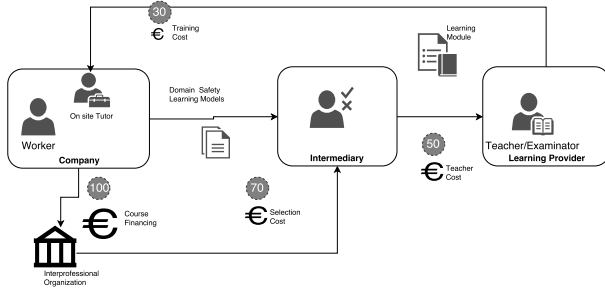 30
Training
Cost
Learning
Module
On site Tutor
Worker
Company
Domain Safety
Learning Models
Intermediary
Teacher/Examinator
Learning Provider
50
Teacher
Cost
100
Course
Financing
70
Selection
Cost
Interprofessional
Organization